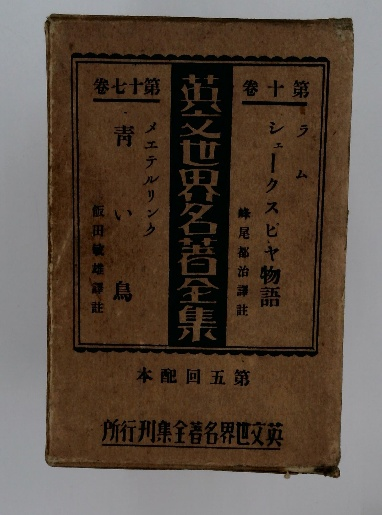 第十卷
ラム
シェークスピヤ物語
峰尾都治譯註
英文世界名著全集
第十七卷
メエテルリンク
靑い鳥
飯田敏雄譯註
第五回配本
英文世界名著全集刊行所